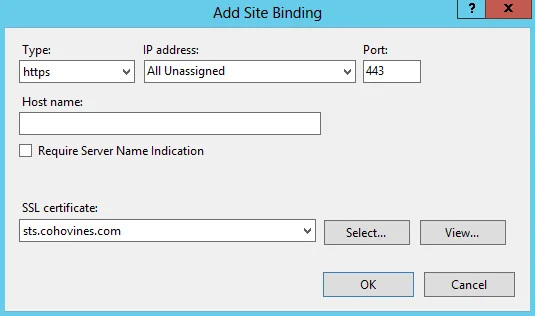 Add Site Binding
? x
Type: IP address: Port:
https All Unassigned 443
Host name:
Require Server Name Indication
SSL certificate:
sts.cohovines.com Select... View...
OK Cancel